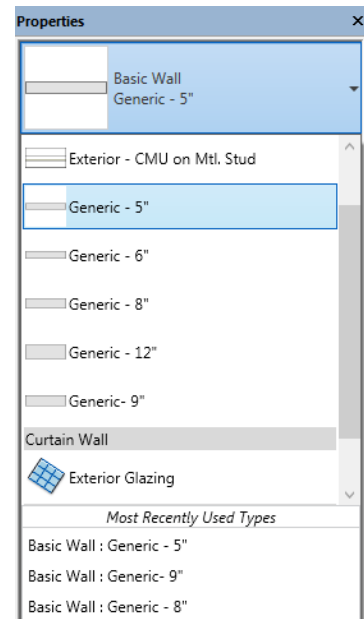 Properties
Basic Wall
Generic - 5"
Exterior - CMU on Mtl. Stud
Generic - 5"
Generic - 6"
Generic - 8"
Generic - 12"
Generic- 9"
Curtain Wall
Exterior Glazing
Most Recently Used Types
Basic Wall : Generic - 5"
Basic Wall : Generic- 9"
Basic Wall : Generic - 8"